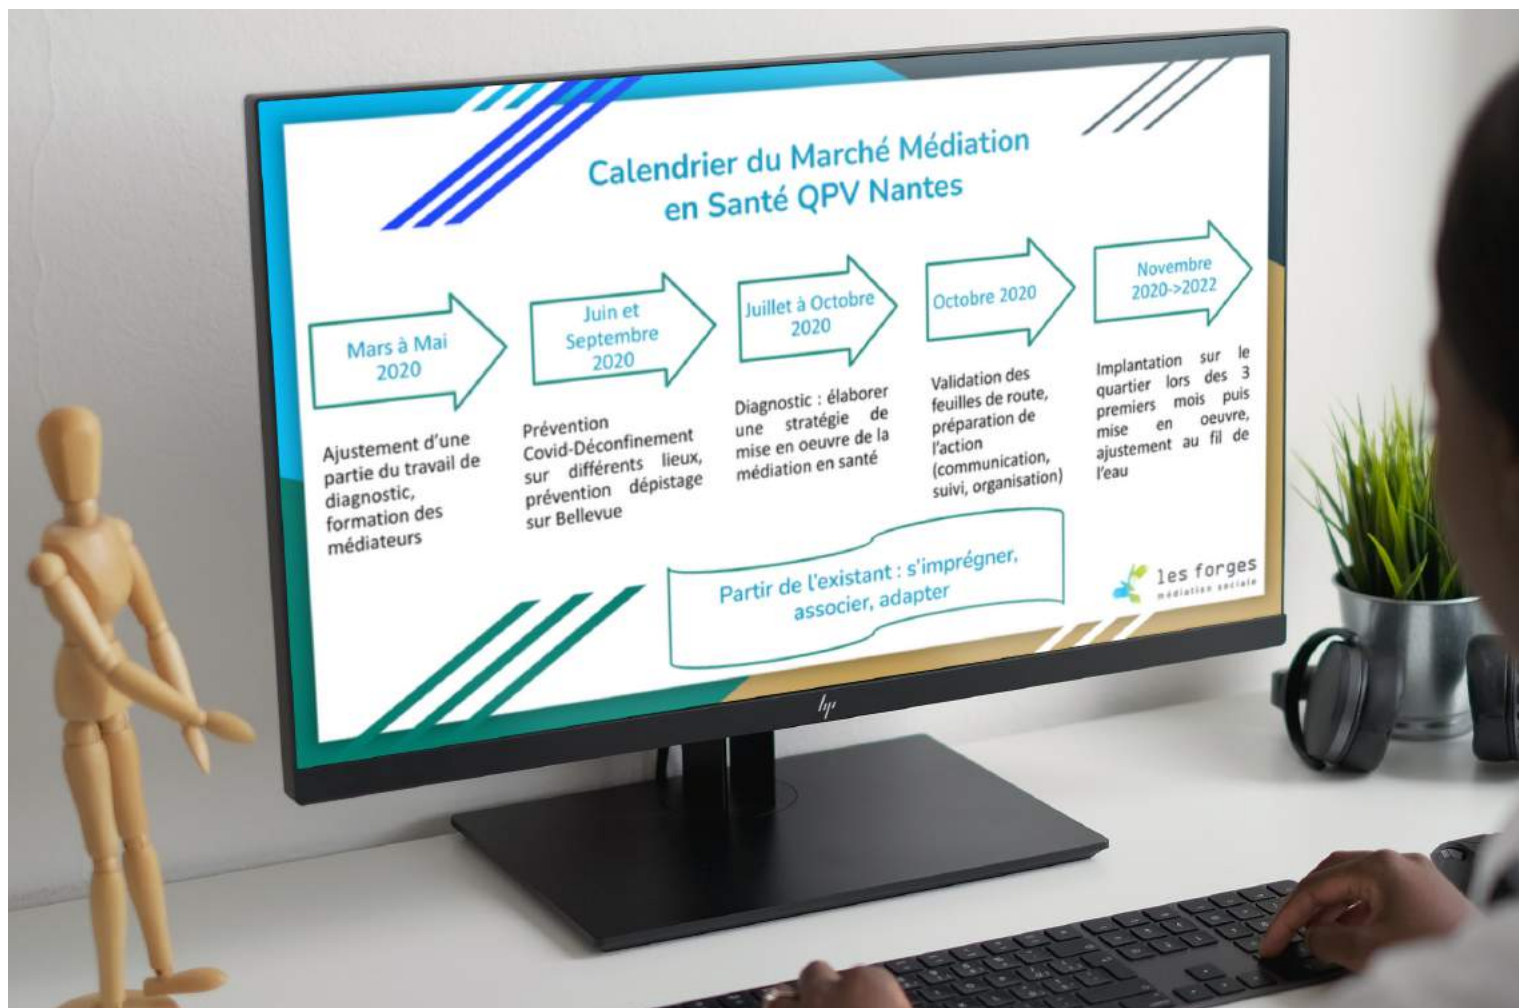 Calendrier du Marché Médiation
en Santé QPV Nantes
Mars à Mai
2020
Juin et
Septembre
2020
Juillet à Octobre
2020
Octobre 2020
Novembre
2020->2022
Ajustement d’une
partie du travail de
diagnostic,
formation des
médiateurs
Prévention
Covid-Déconfinement
sur différents lieux,
prévention dépistage
sur Bellevue
Diagnostic : élaborer
une stratégie de
mise en oeuvre de la
médiation en santé
Validation des
feuilles de route,
préparation de
l’action
(communication,
suivi, organisation)
Implantation sur le
quartier lors des 3
premiers mois puis
mise en oeuvre,
ajustement au fil de
l’eau
Partir de l’existant : s’imprégner,
associer, adapter
les forges
médiation sociale
hp